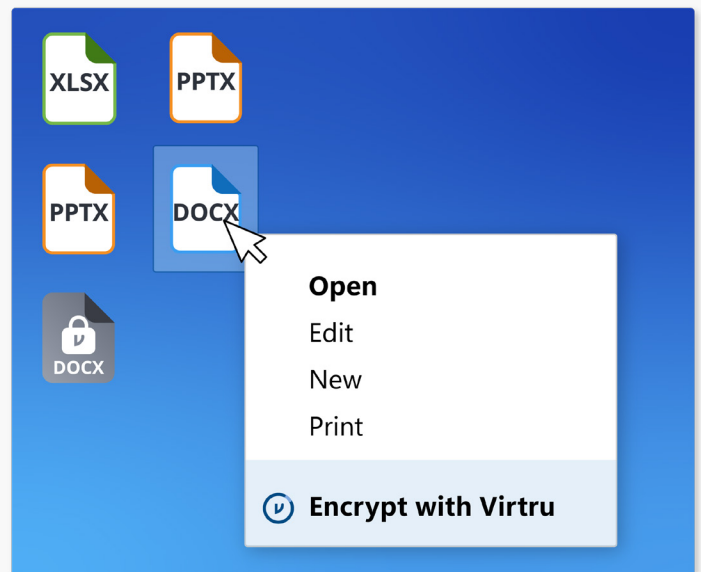 XLSX
PPTX
PPTX
DOCX
DOCX
Open
Edit
New
Print
Encrypt with Virtru